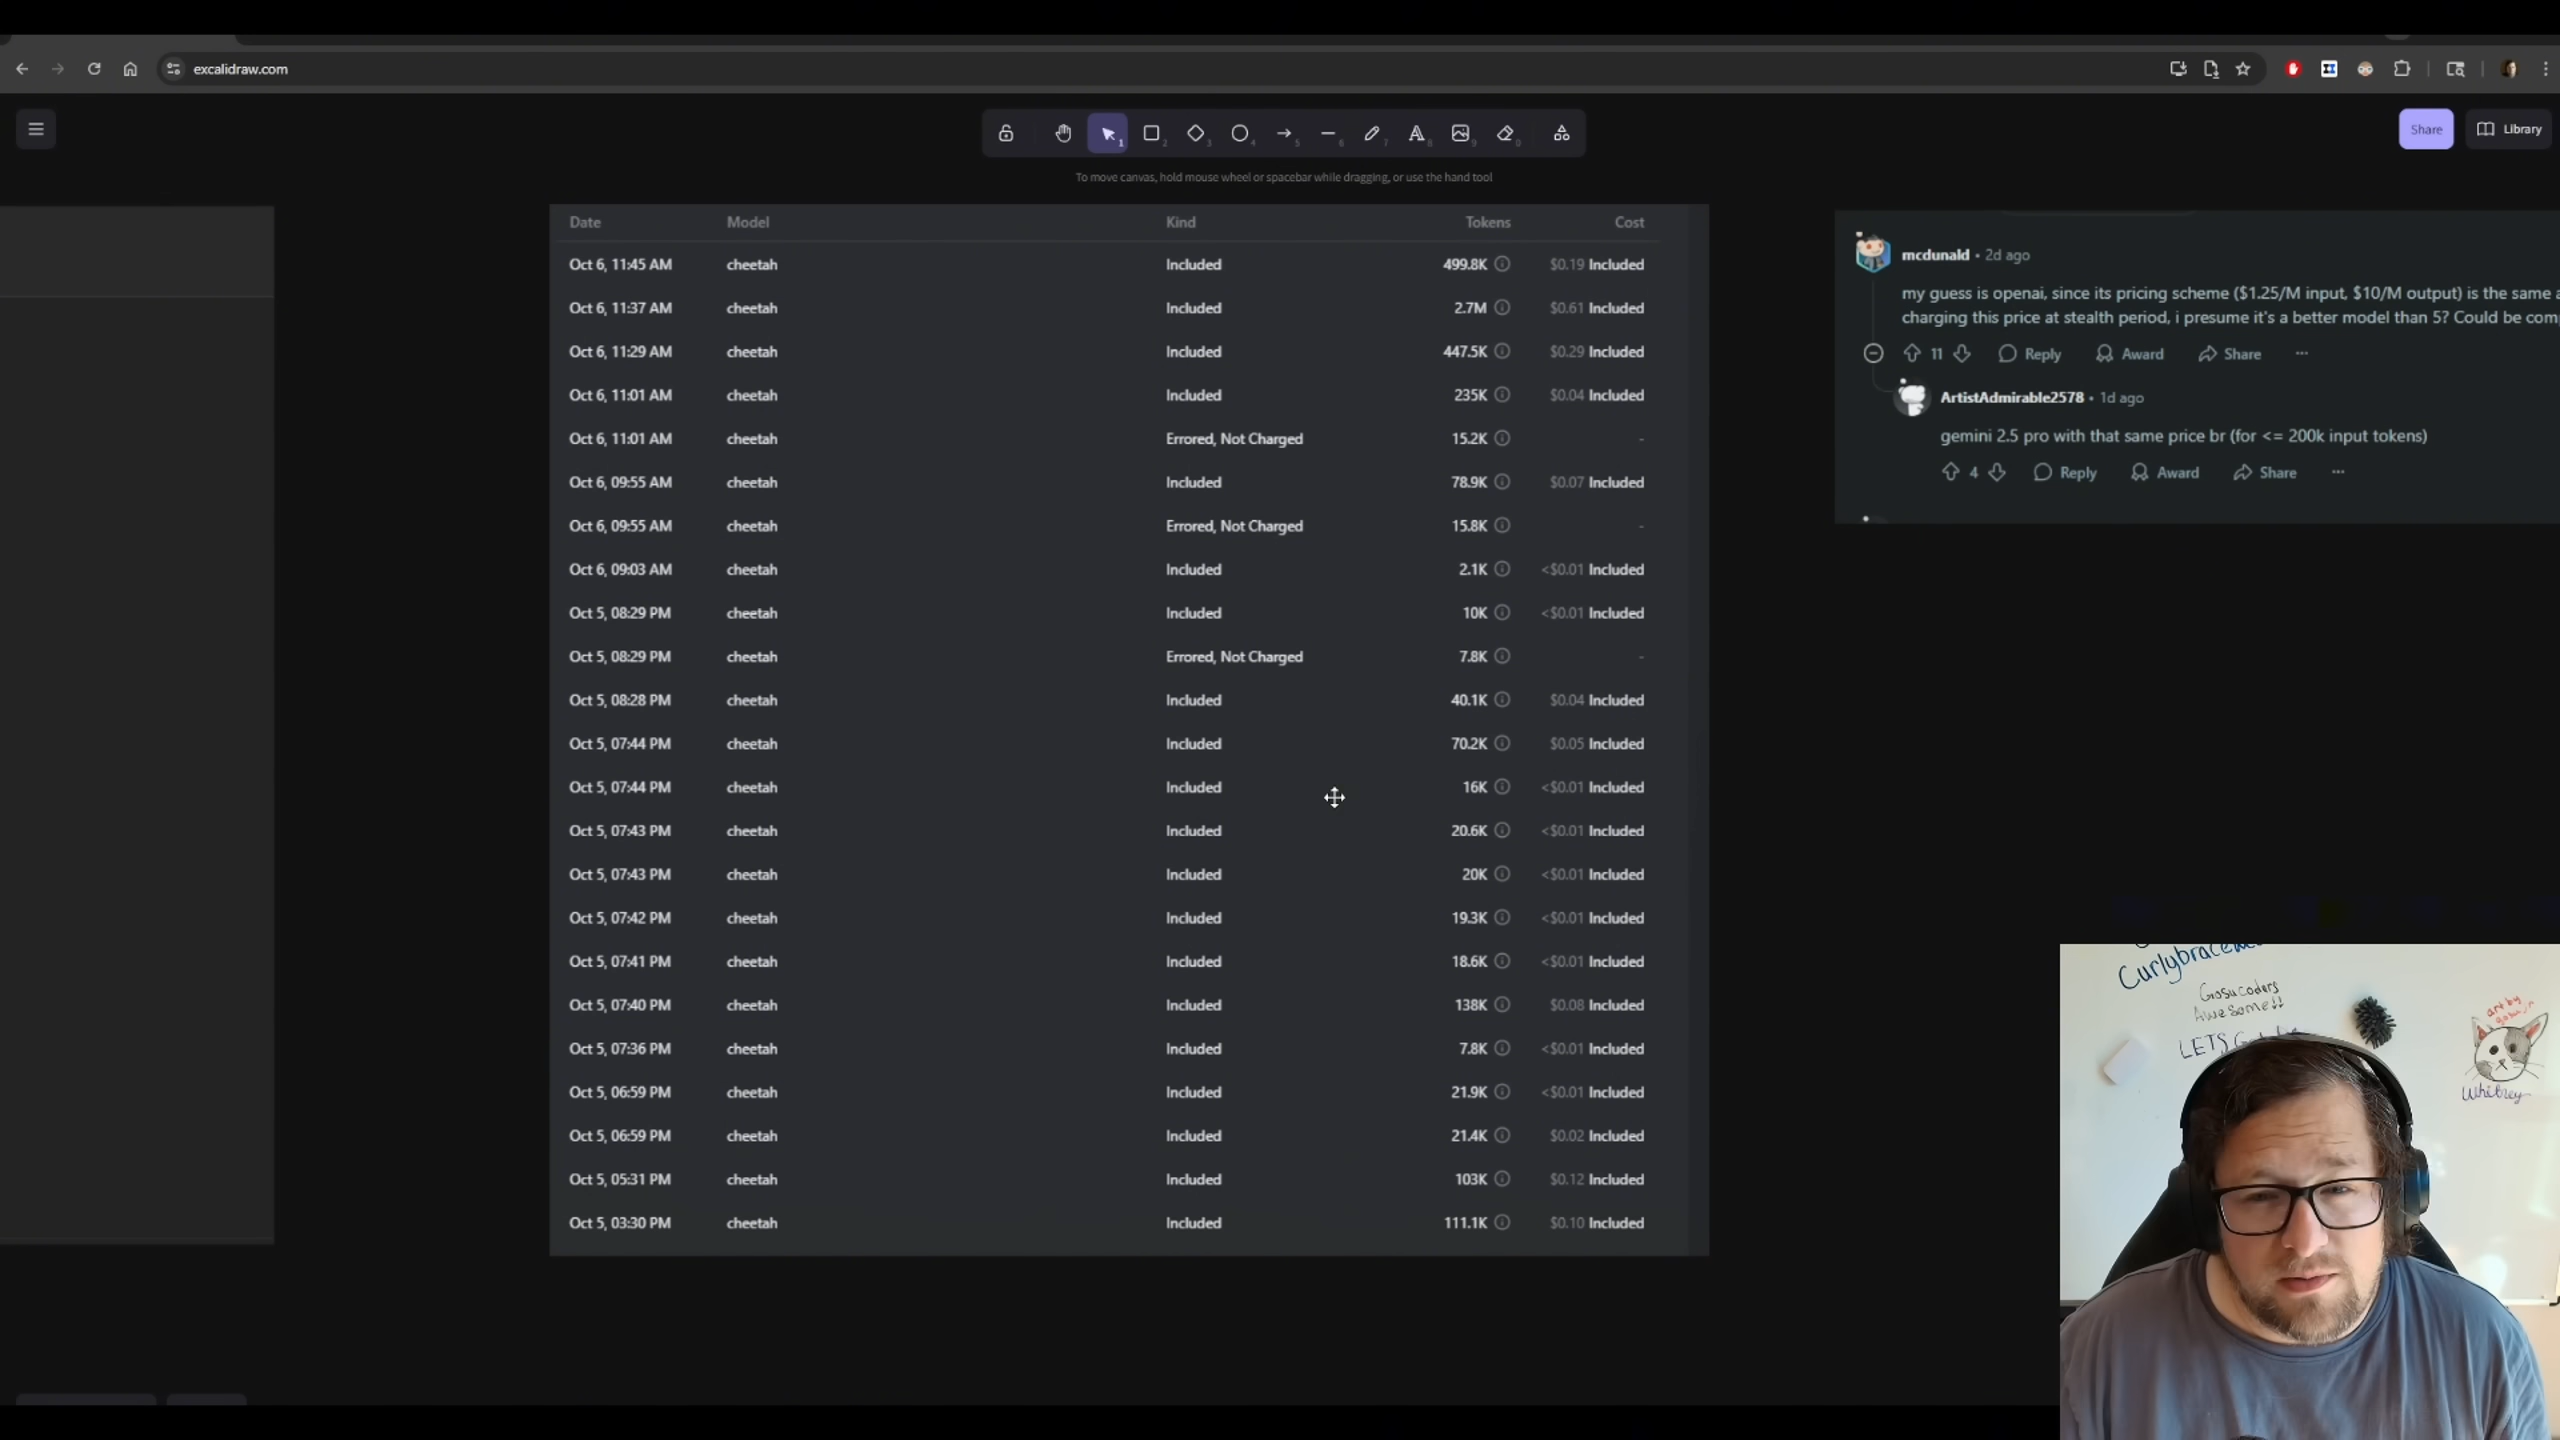 excalidraw.com
1
2
3
4
5
6
7
8
9
0
Share
Library
To move canvas, hold mouse wheel or spacebar while dragging, or use the hand tool
Date Model Kind Tokens Cost
Oct 6, 11:45 AM cheetah Included 499.8K $0.19 Included
Oct 6, 11:37 AM cheetah Included 2.7M $0.61 Included
Oct 6, 11:29 AM cheetah Included 447.5K $0.29 Included
Oct 6, 11:01 AM cheetah Included 235K $0.04 Included
Oct 6, 11:01 AM cheetah Errored, Not Charged 15.2K -
Oct 6, 09:55 AM cheetah Included 78.9K $0.07 Included
Oct 6, 09:55 AM cheetah Errored, Not Charged 15.8K -
Oct 6, 09:03 AM cheetah Included 2.1K <$0.01 Included
Oct 5, 08:29 PM cheetah Included 10K <$0.01 Included
Oct 5, 08:29 PM cheetah Errored, Not Charged 7.8K -
Oct 5, 08:28 PM cheetah Included 40.1K $0.04 Included
Oct 5, 07:44 PM cheetah Included 70.2K $0.05 Included
Oct 5, 07:44 PM cheetah Included 16K <$0.01 Included
Oct 5, 07:43 PM cheetah Included 20.6K <$0.01 Included
Oct 5, 07:43 PM cheetah Included 20K <$0.01 Included
Oct 5, 07:42 PM cheetah Included 19.3K <$0.01 Included
Oct 5, 07:41 PM cheetah Included 18.6K <$0.01 Included
Oct 5, 07:40 PM cheetah Included 138K $0.08 Included
Oct 5, 07:36 PM cheetah Included 7.8K <$0.01 Included
Oct 5, 06:59 PM cheetah Included 21.9K <$0.01 Included
Oct 5, 06:59 PM cheetah Included 21.4K $0.02 Included
Oct 5, 05:31 PM cheetah Included 103K $0.12 Included
Oct 5, 03:30 PM cheetah Included 111.1K $0.10 Included
mcdunald • 2d ago
my guess is openai, since its pricing scheme ($1.25/M input, $10/M output) is the same
charging this price at stealth period, i presume it's a better model than 5? Could be
11 Reply Award Share ...
ArtistAdmirable2578 • 1d ago
gemini 2.5 pro with that same price br (for <= 200k input tokens)
4 Reply Award Share ...
Gosucoders
Awesome!!
LETS
art by
Whitney